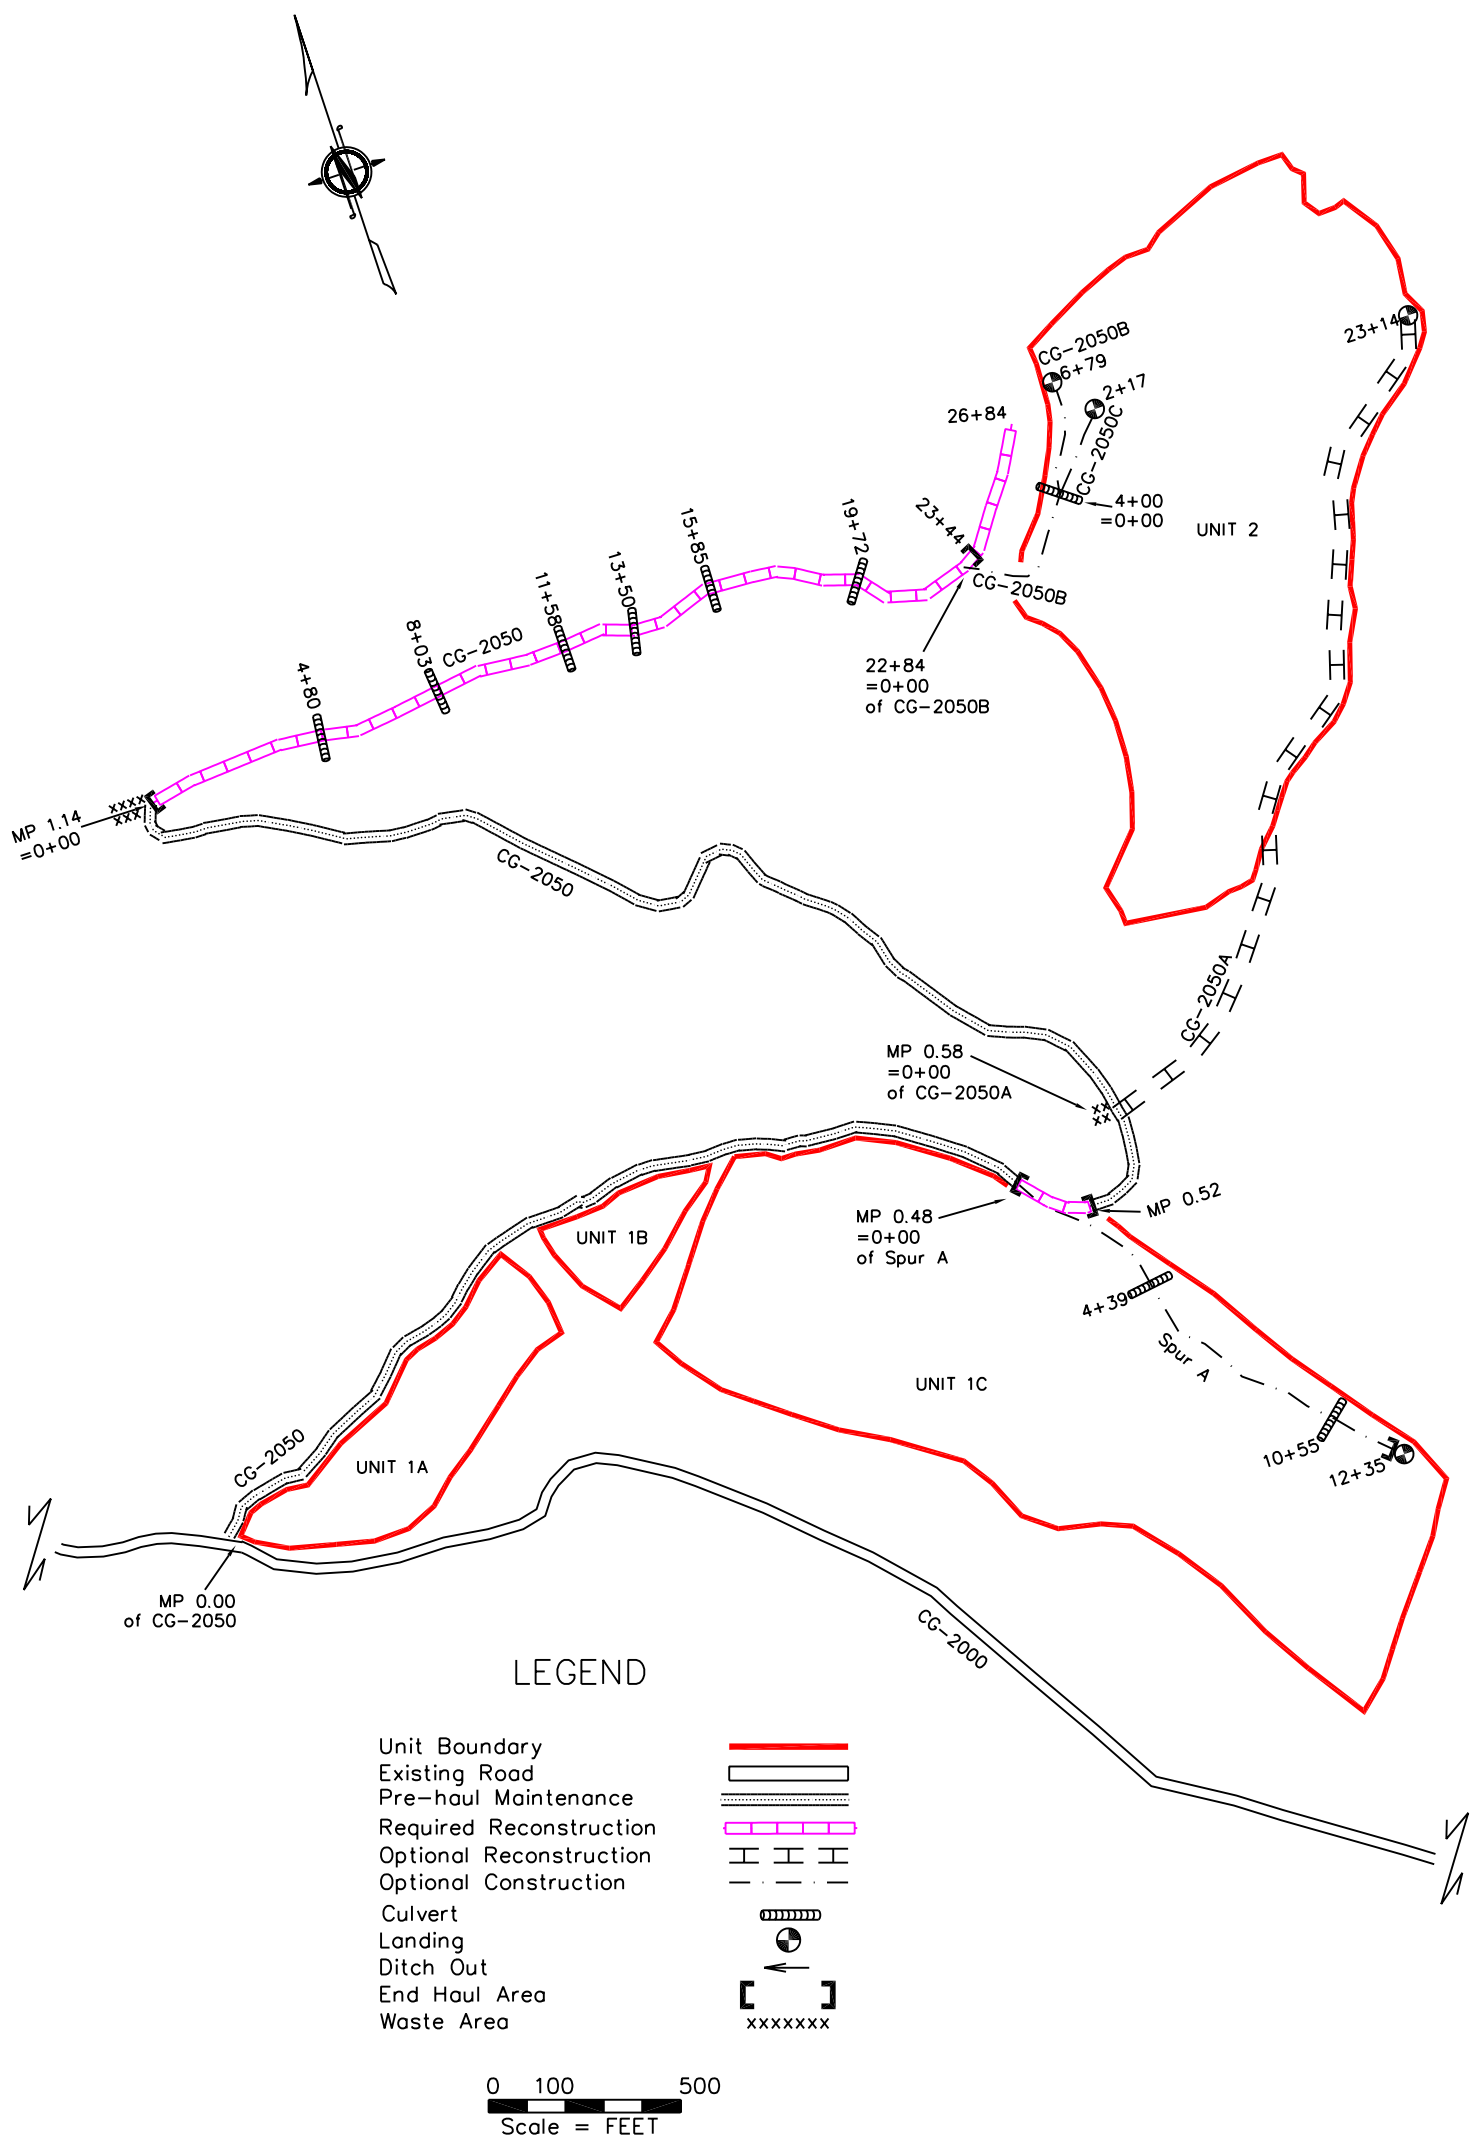 CG-2050B
6+79
2+17
CG-2050C
23+14
26+84
4+00
=0+00
UNIT 2
23+44
19+72
15+85
13+50
11+58
8+03
4+80
CG-2050
CG-2050B
22+84
=0+00
of CG-2050B
MP 1.14
=0+00
CG-2050
CG-2050A
MP 0.58
=0+00
of CG-2050A
MP 0.48
=0+00
of Spur A
MP 0.52
UNIT 1B
4+39
Spur A
UNIT 1C
10+55
12+35
CG-2050
UNIT 1A
MP 0.00
of CG-2050
CG-2000
LEGEND
Unit Boundary
Existing Road
Pre-haul Maintenance
Required Reconstruction
Optional Reconstruction
Optional Construction
Culvert
Landing
Ditch Out
End Haul Area
Waste Area
0 100 500
Scale = FEET